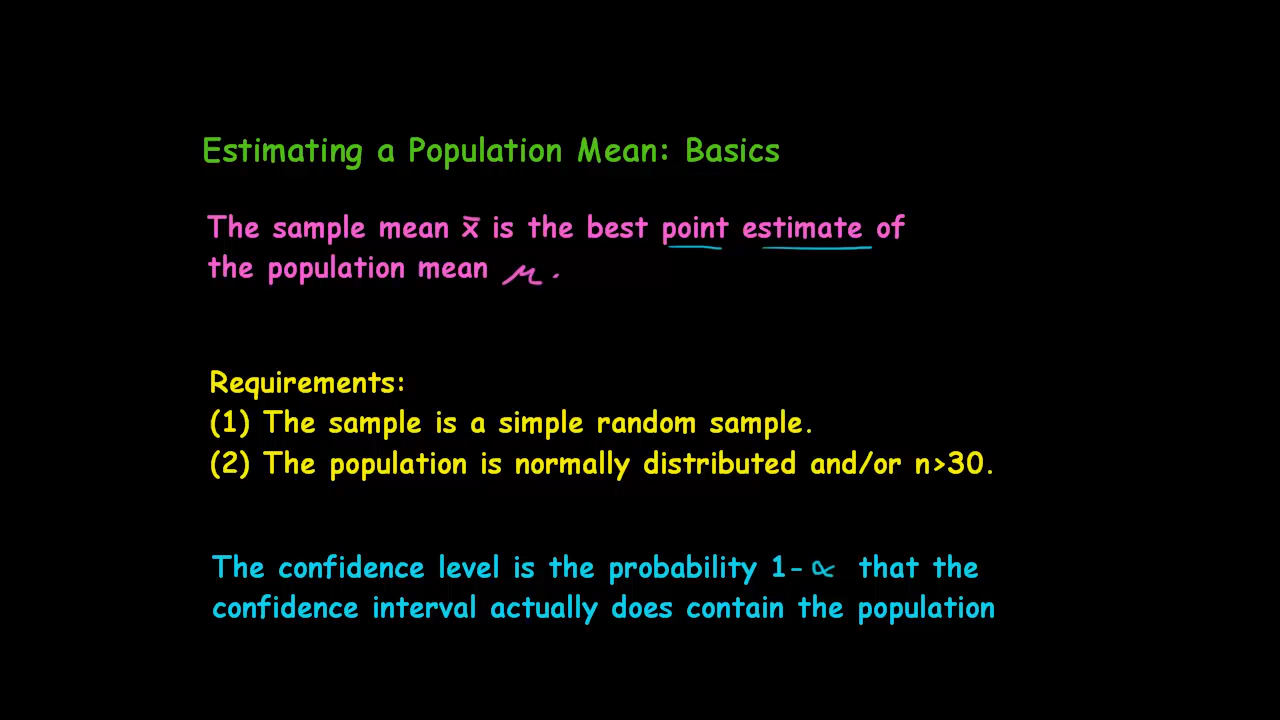 Estimating a Population Mean: Basics
The sample mean x̄ is the best point estimate of
the population mean μ.
Requirements:
(1) The sample is a simple random sample.
(2) The population is normally distributed and/or n>30.
The confidence level is the probability 1-α that the
confidence interval actually does contain the population